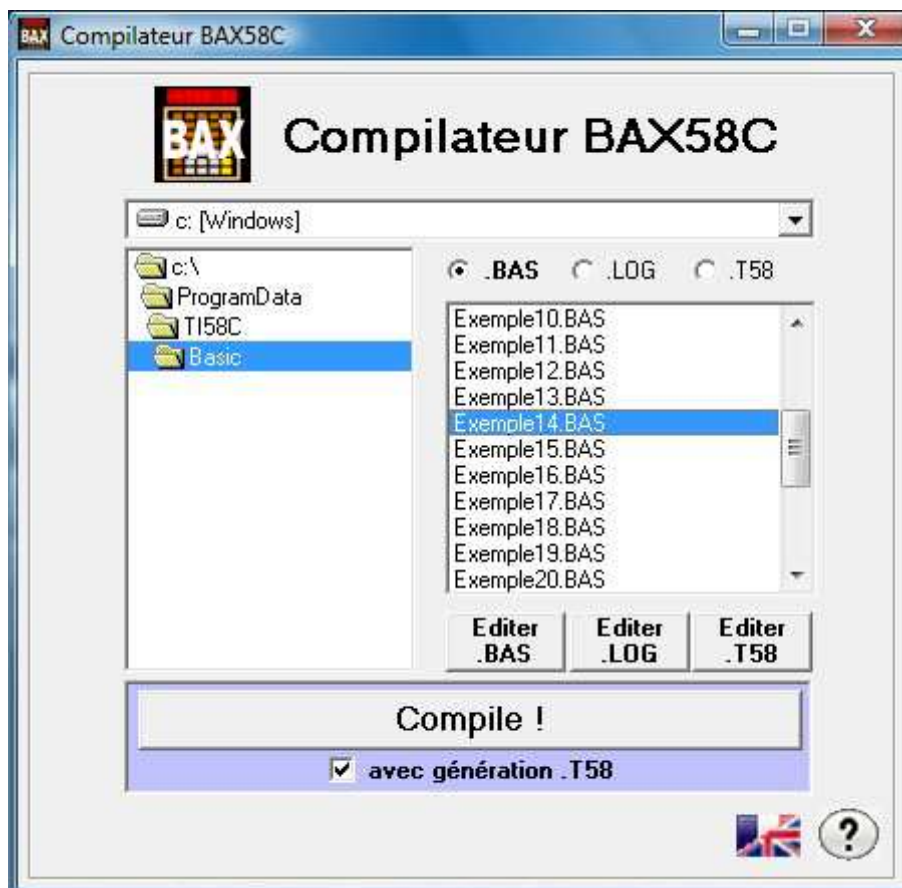 BAX Compilateur BAX58C
BAX Compilateur BAX58C
c: [Windows]
c:\
ProgramData
TI58C
Basic
.BAS .LOG .T58
Exemple10.BAS
Exemple11.BAS
Exemple12.BAS
Exemple13.BAS
Exemple14.BAS
Exemple15.BAS
Exemple16.BAS
Exemple17.BAS
Exemple18.BAS
Exemple19.BAS
Exemple20.BAS
Editer .BAS
Editer .LOG
Editer .T58
Compile !
avec génération .T58
?